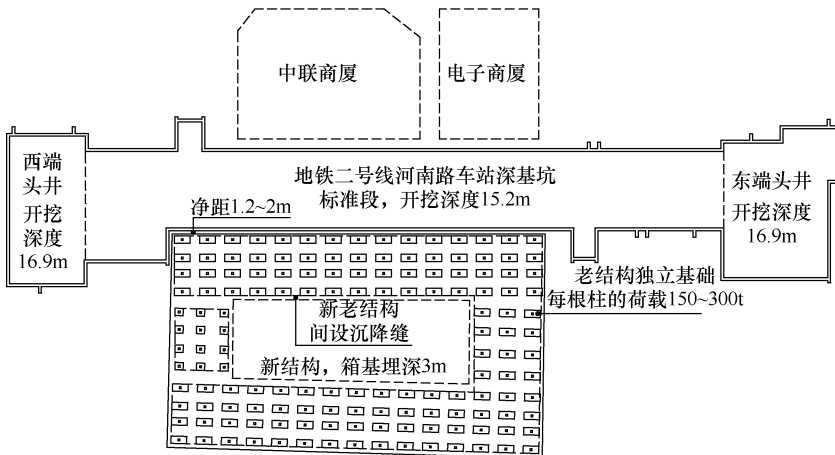 中联商厦
电子商厦
西端
头井
开挖
深度
16.9m
地铁二号线河南路车站深基坑
标准段，开挖深度15.2m
东端头井
开挖深度
16.9m
净距1.2~2m
老结构独立基础
每根柱的荷载150~300t
新老结构
间设沉降缝
新结构，箱基埋深3m